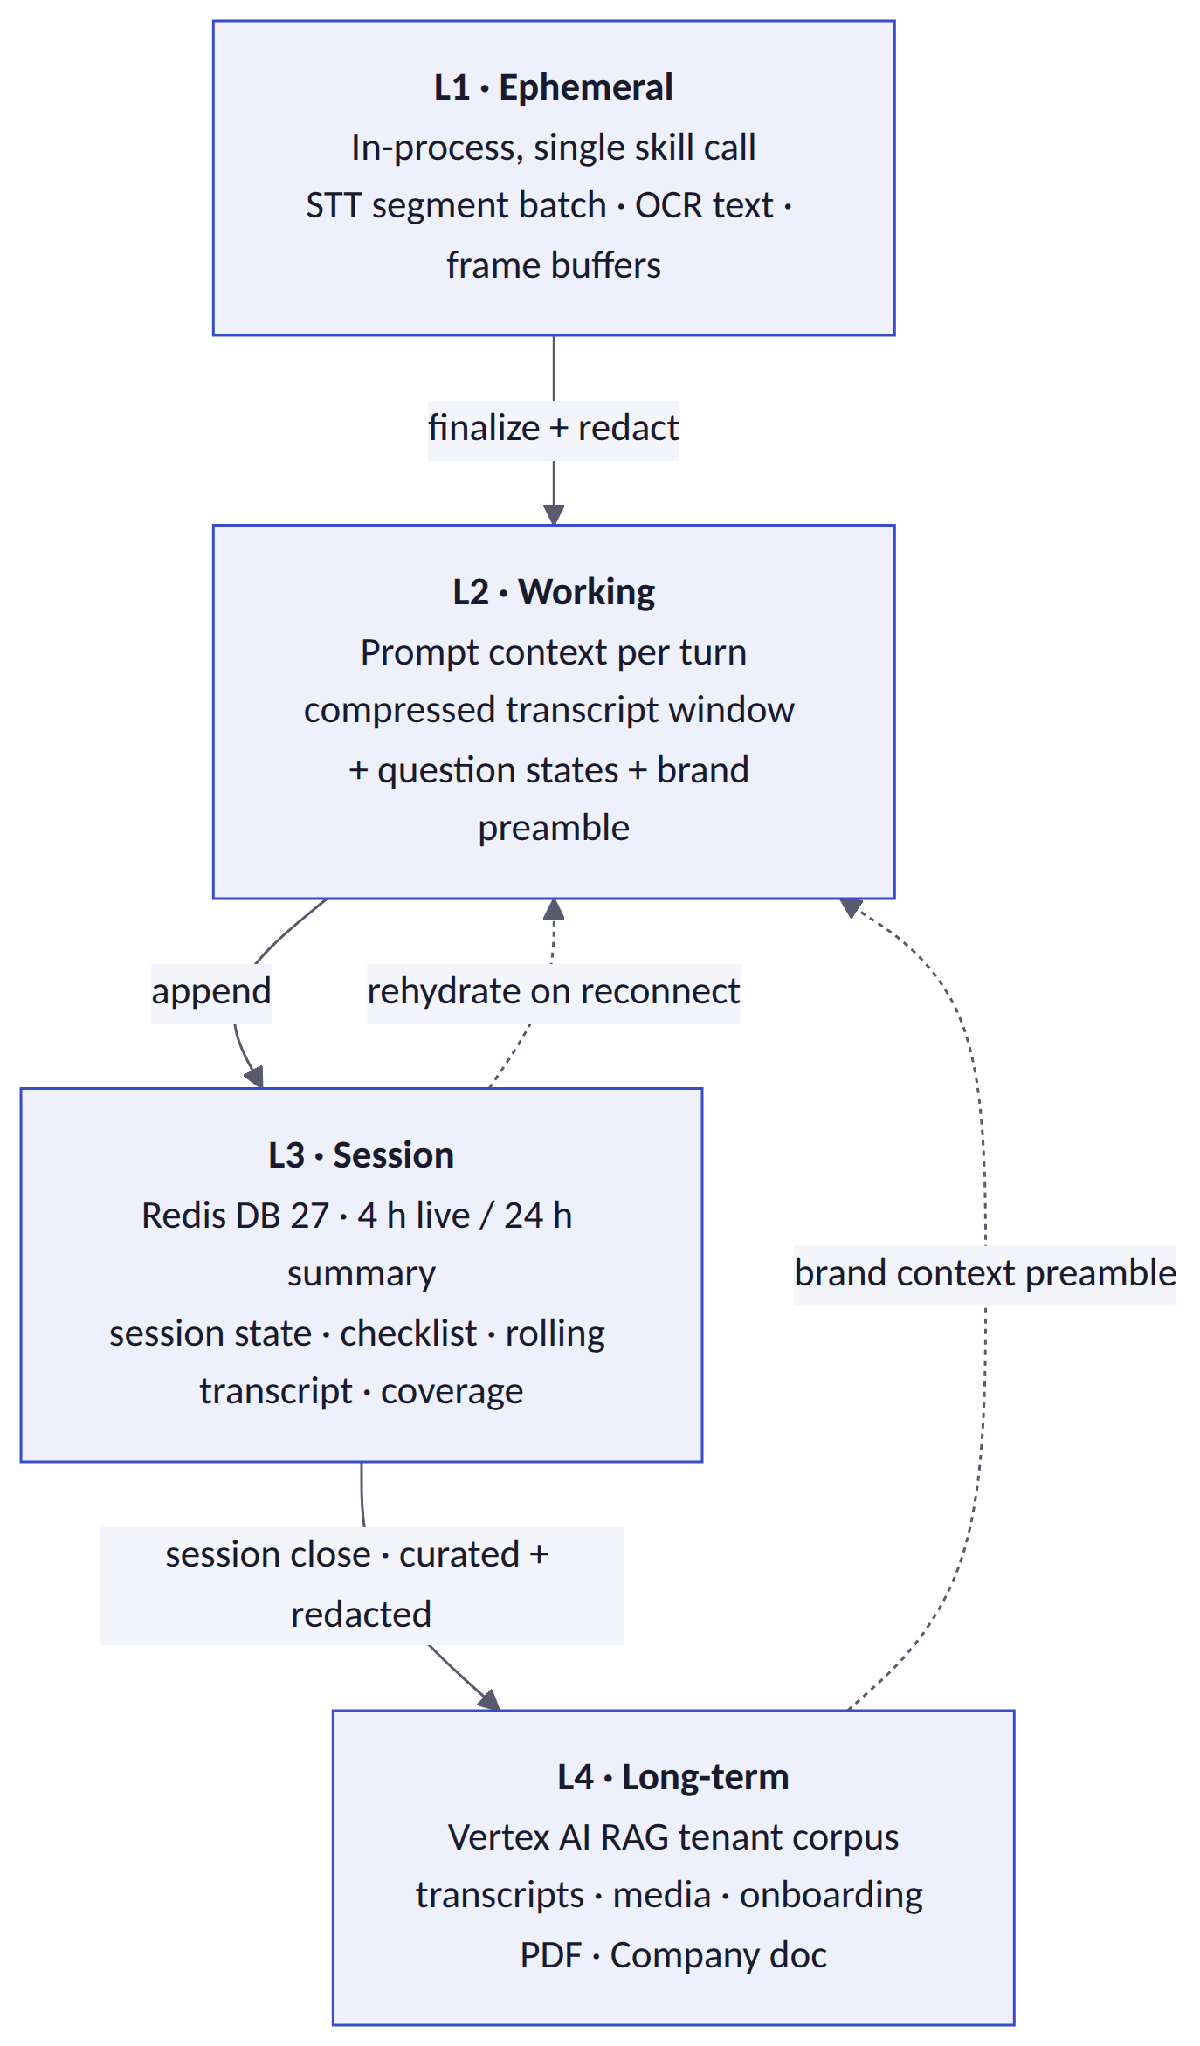 L1 · Ephemeral
In-process, single skill call
STT segment batch · OCR text ·
frame buffers
finalize + redact
L2 · Working
Prompt context per turn
compressed transcript window
+ question states + brand
preamble
append
rehydrate on reconnect
L3 · Session
Redis DB 27 · 4 h live / 24 h
summary
session state · checklist · rolling
transcript · coverage
brand context preamble
session close · curated +
redacted
L4 · Long-term
Vertex AI RAG tenant corpus
transcripts · media · onboarding
PDF · Company doc